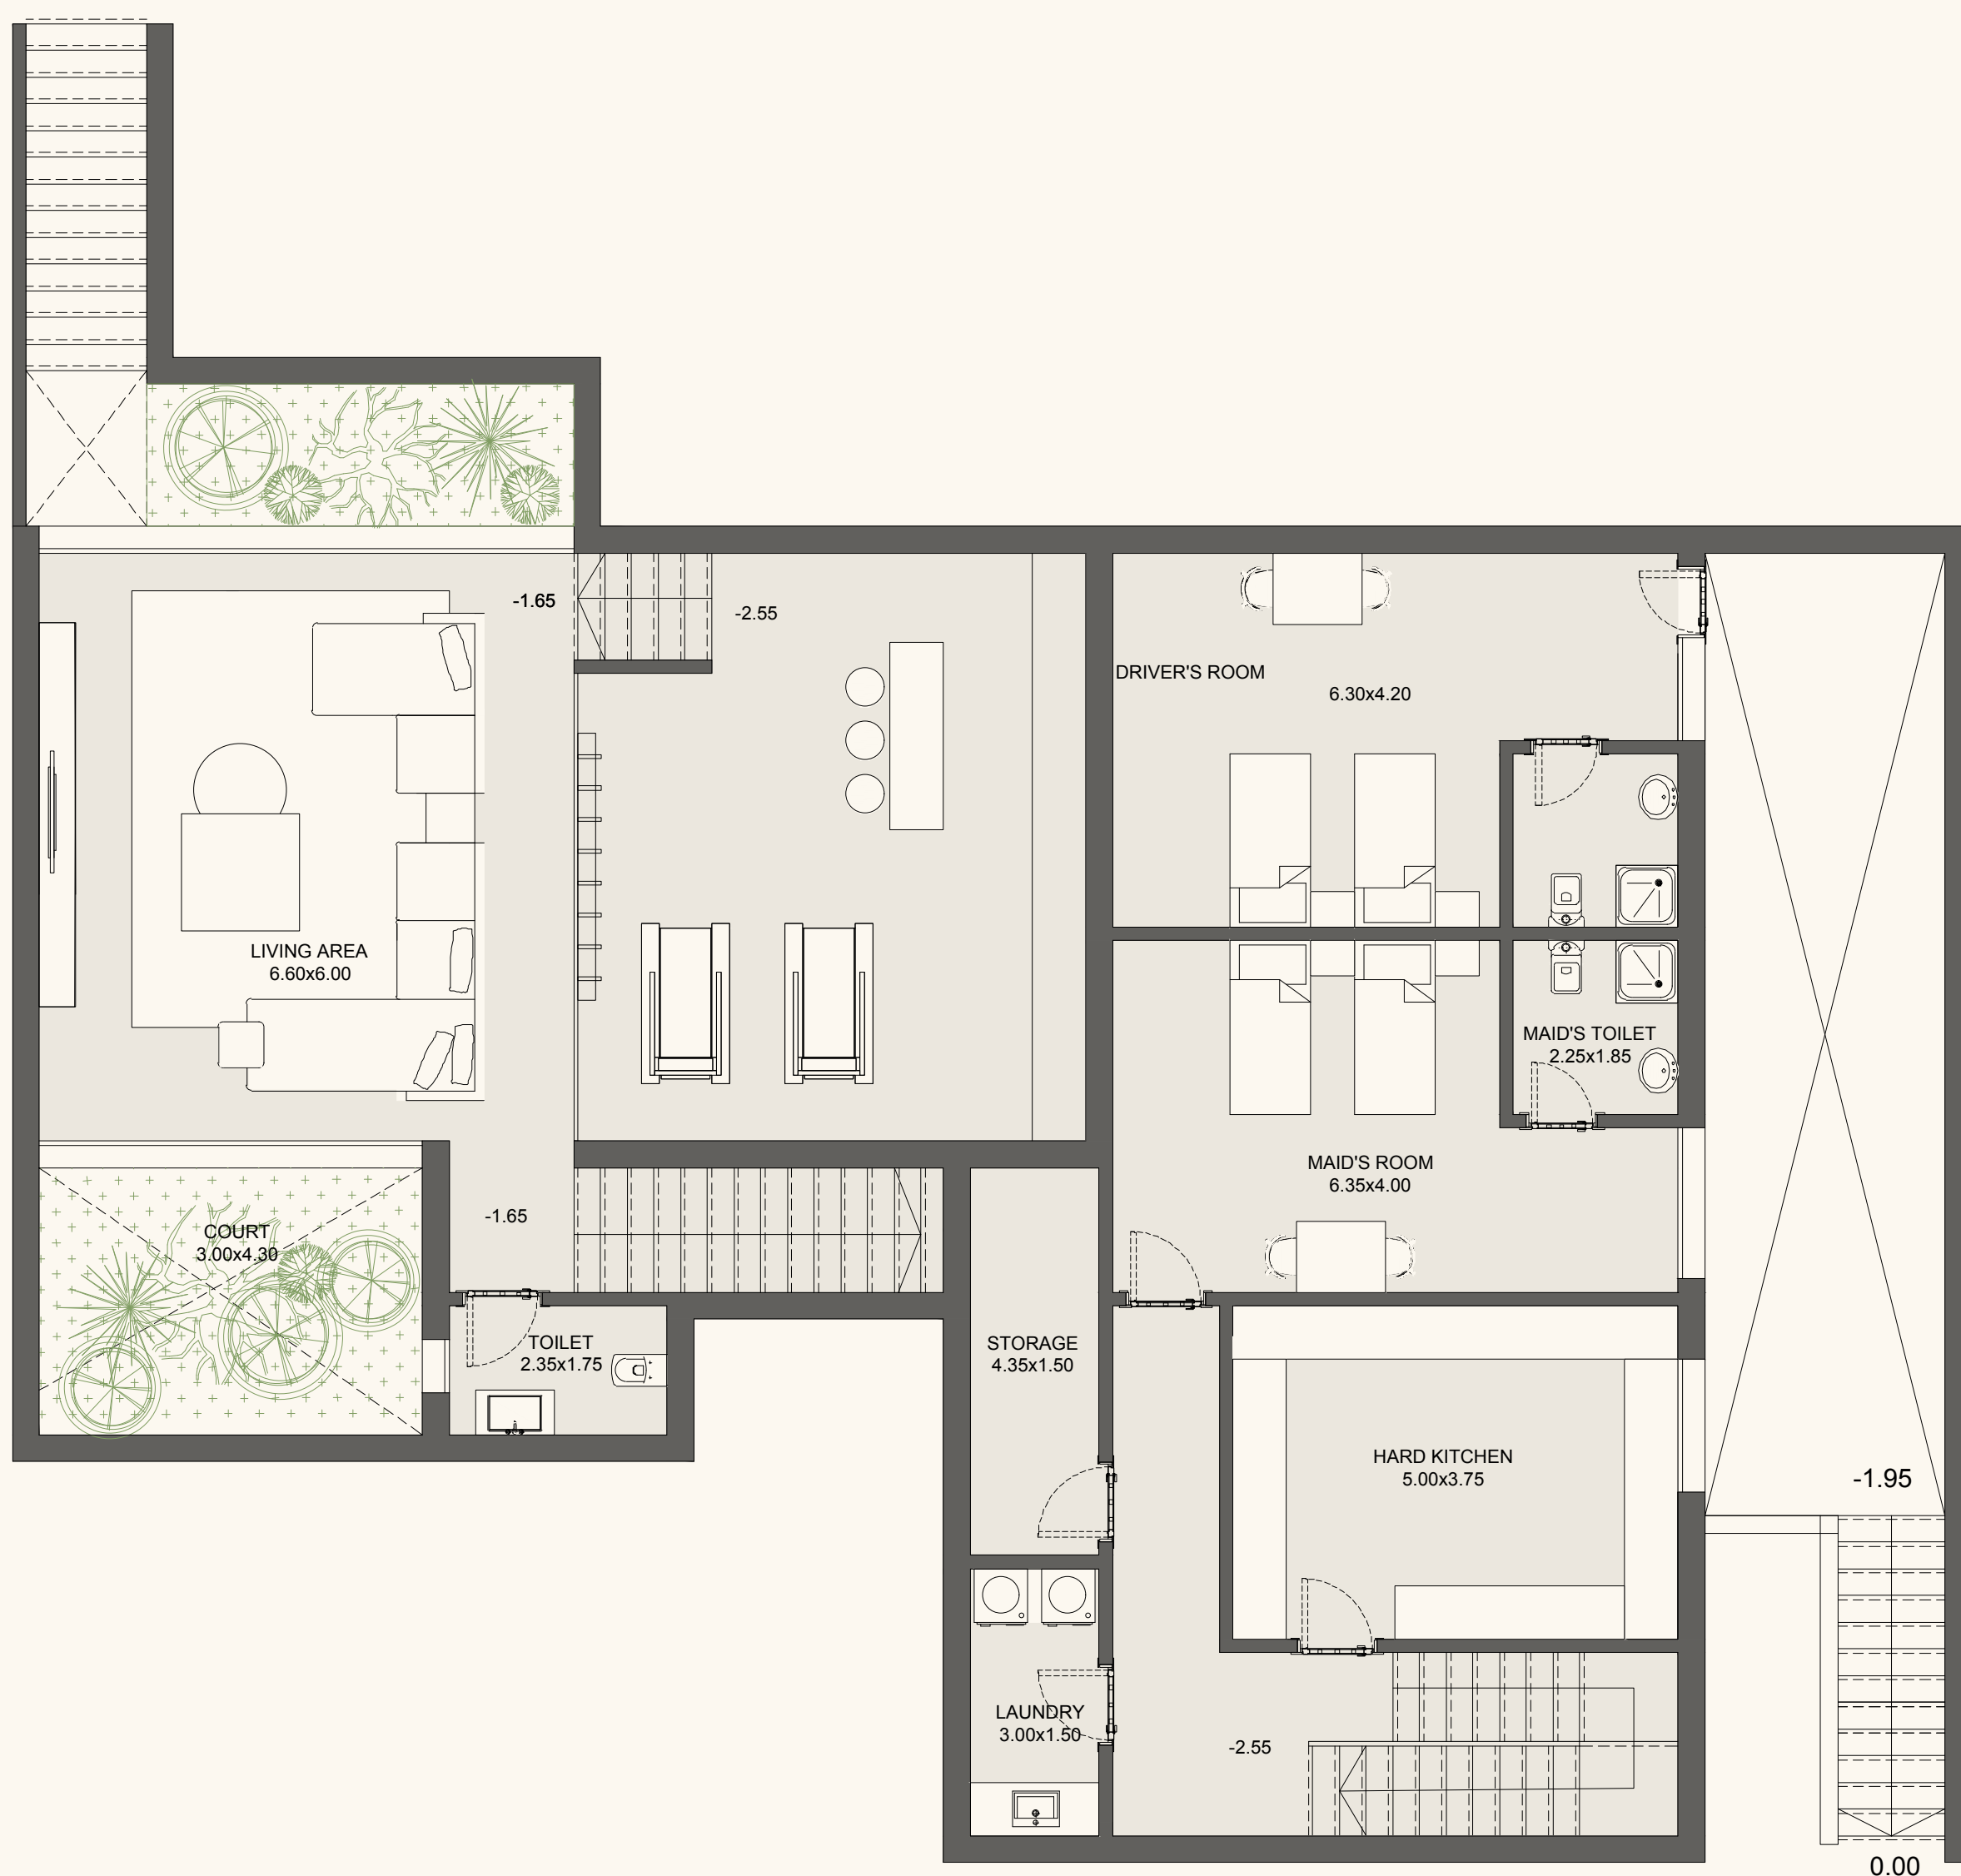 -1.65
-2.55
DRIVER'S ROOM
6.30x4.20
LIVING AREA
6.60x6.00
MAID'S TOILET
2.25x1.85
MAID'S ROOM
6.35x4.00
-1.65
COURT
3.00x4.30
TOILET
2.35x1.75
STORAGE
4.35x1.50
HARD KITCHEN
5.00x3.75
-1.95
LAUNDRY
3.00x1.50
-2.55
0.00